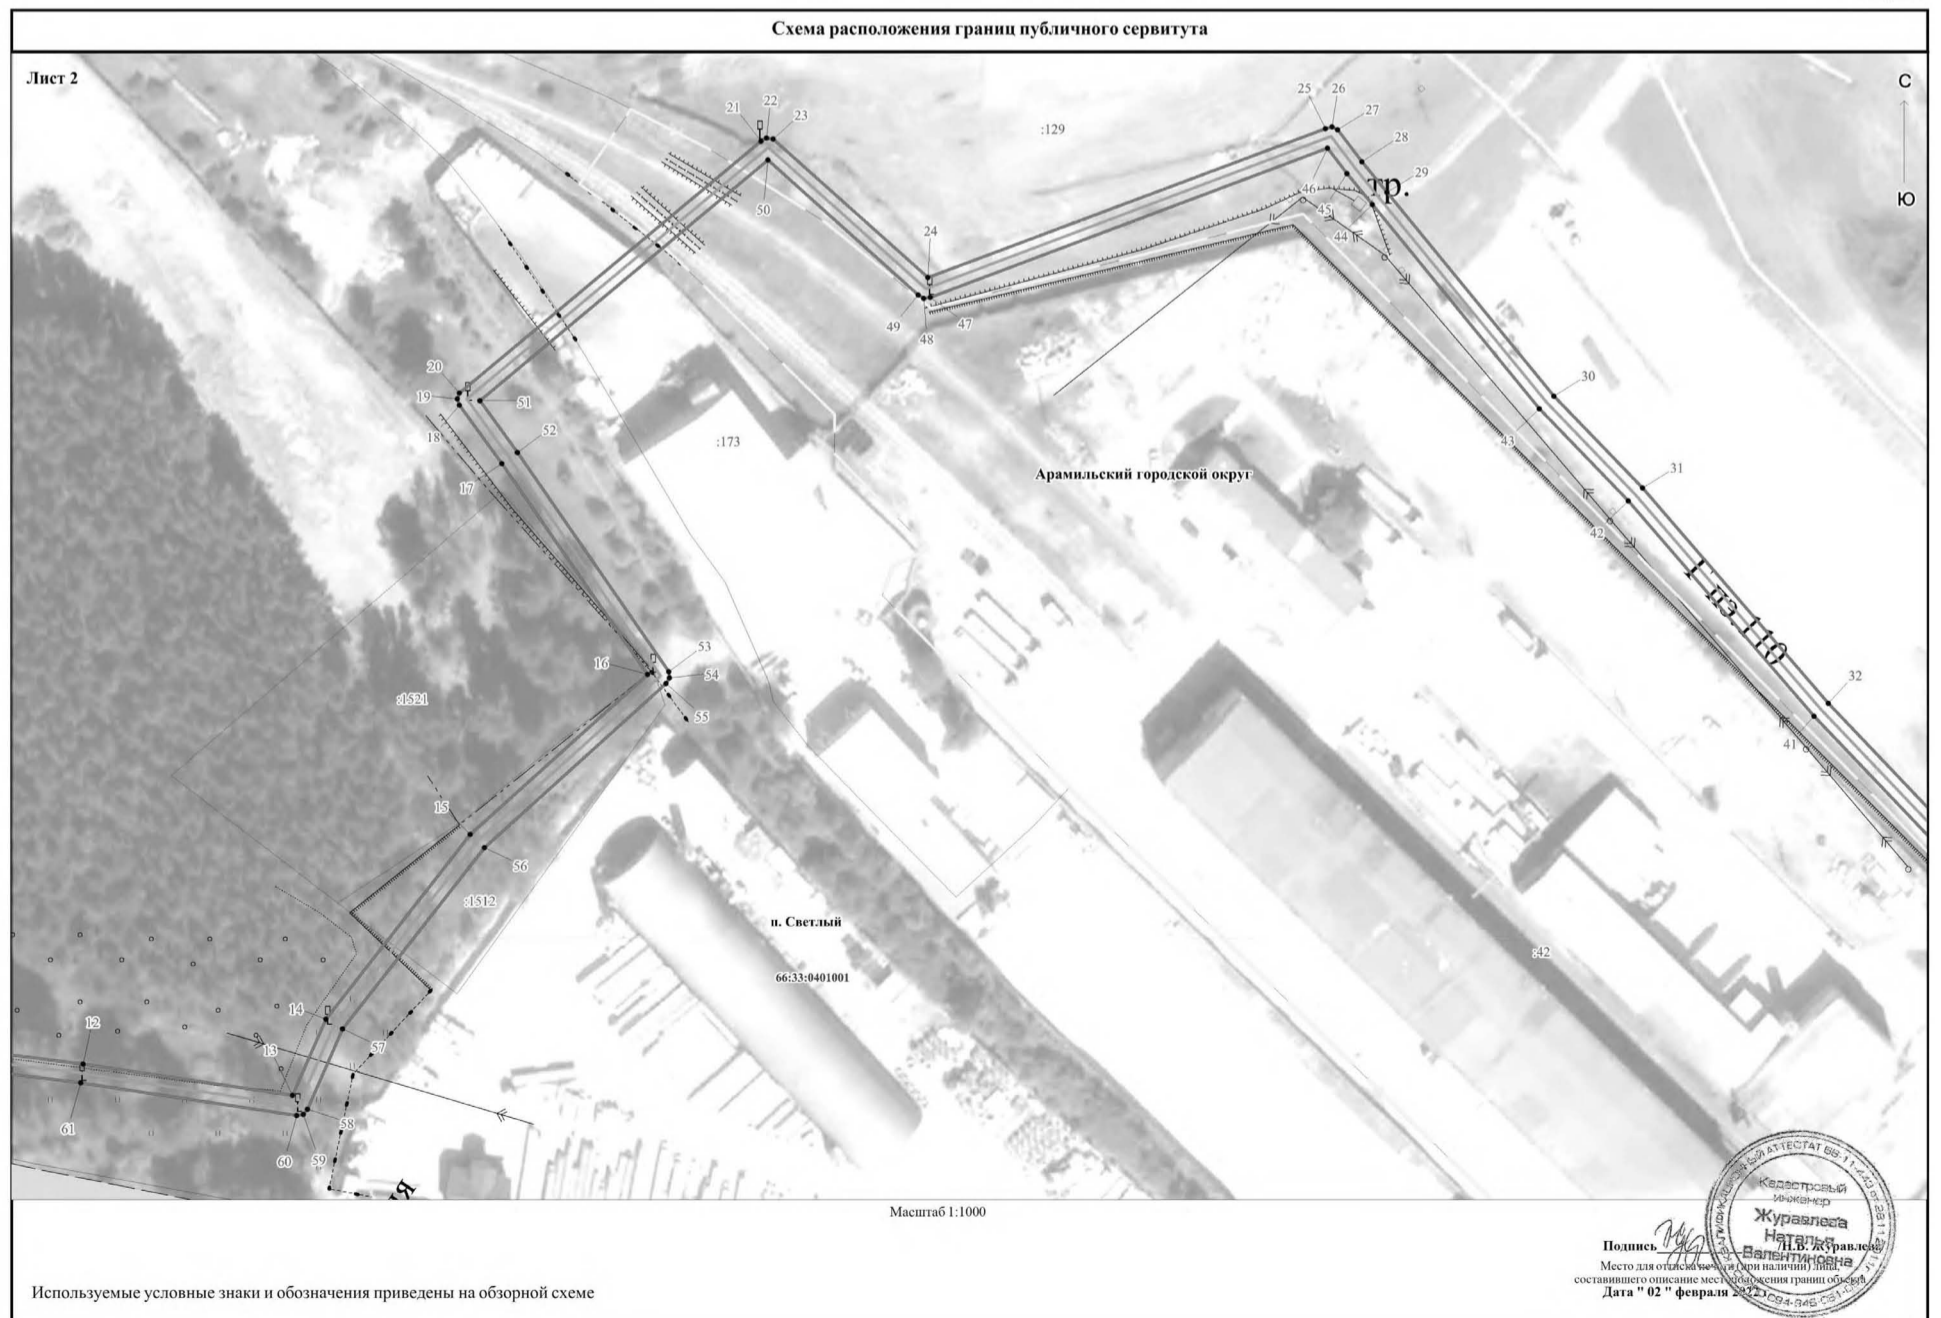 Схема расположения границ публичного сервитута
Лист 2
С
Ю
21
22
23
25
26
27
28
29
:129
тр.
46
45
44
50
24
49
48
47
20
19
18
51
52
17
:173
Арамильский городской округ
30
43
31
42
32
41
16
53
54
55
:1521
15
56
:1512
п. Светлый
66:33:0401001
:42
14
13
12
57
58
59
60
61
Масштаб 1:1000
Подпись /Н.В. Журавлева
Место для оттиска печати (при наличии) лица,
составившего описание местоположения границ объекта
Дата " 02 " февраля 2022 г.
Кадастровый
инженер
Журавлева
Наталья
Валентиновна
Используемые условные знаки и обозначения приведены на обзорной схеме